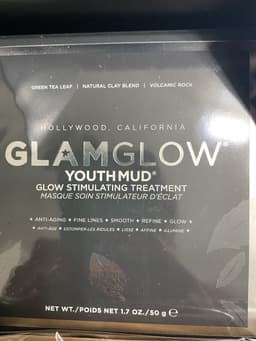 GREEN TEA LEAF | NATURAL CLAY BLEND | VOLCANIC ROCK
HOLLYWOOD, CALIFORNIA
GLAMGLOW®
YOUTHMUD®
GLOW STIMULATING TREATMENT
MASQUE SOIN STIMULATEUR D'ÉCLAT
✦ ANTI-AGING ✦ FINE LINES ✦ SMOOTH ✦ REFINE ✦ GLOW ✦
✦ ANTI-ÂGE ✦ ESTOMPER LES RIDULES ✦ LISSE ✦ AFFINE ✦ ILLUMINE ✦
NET WT./POIDS NET 1.7 OZ./50 g ℮